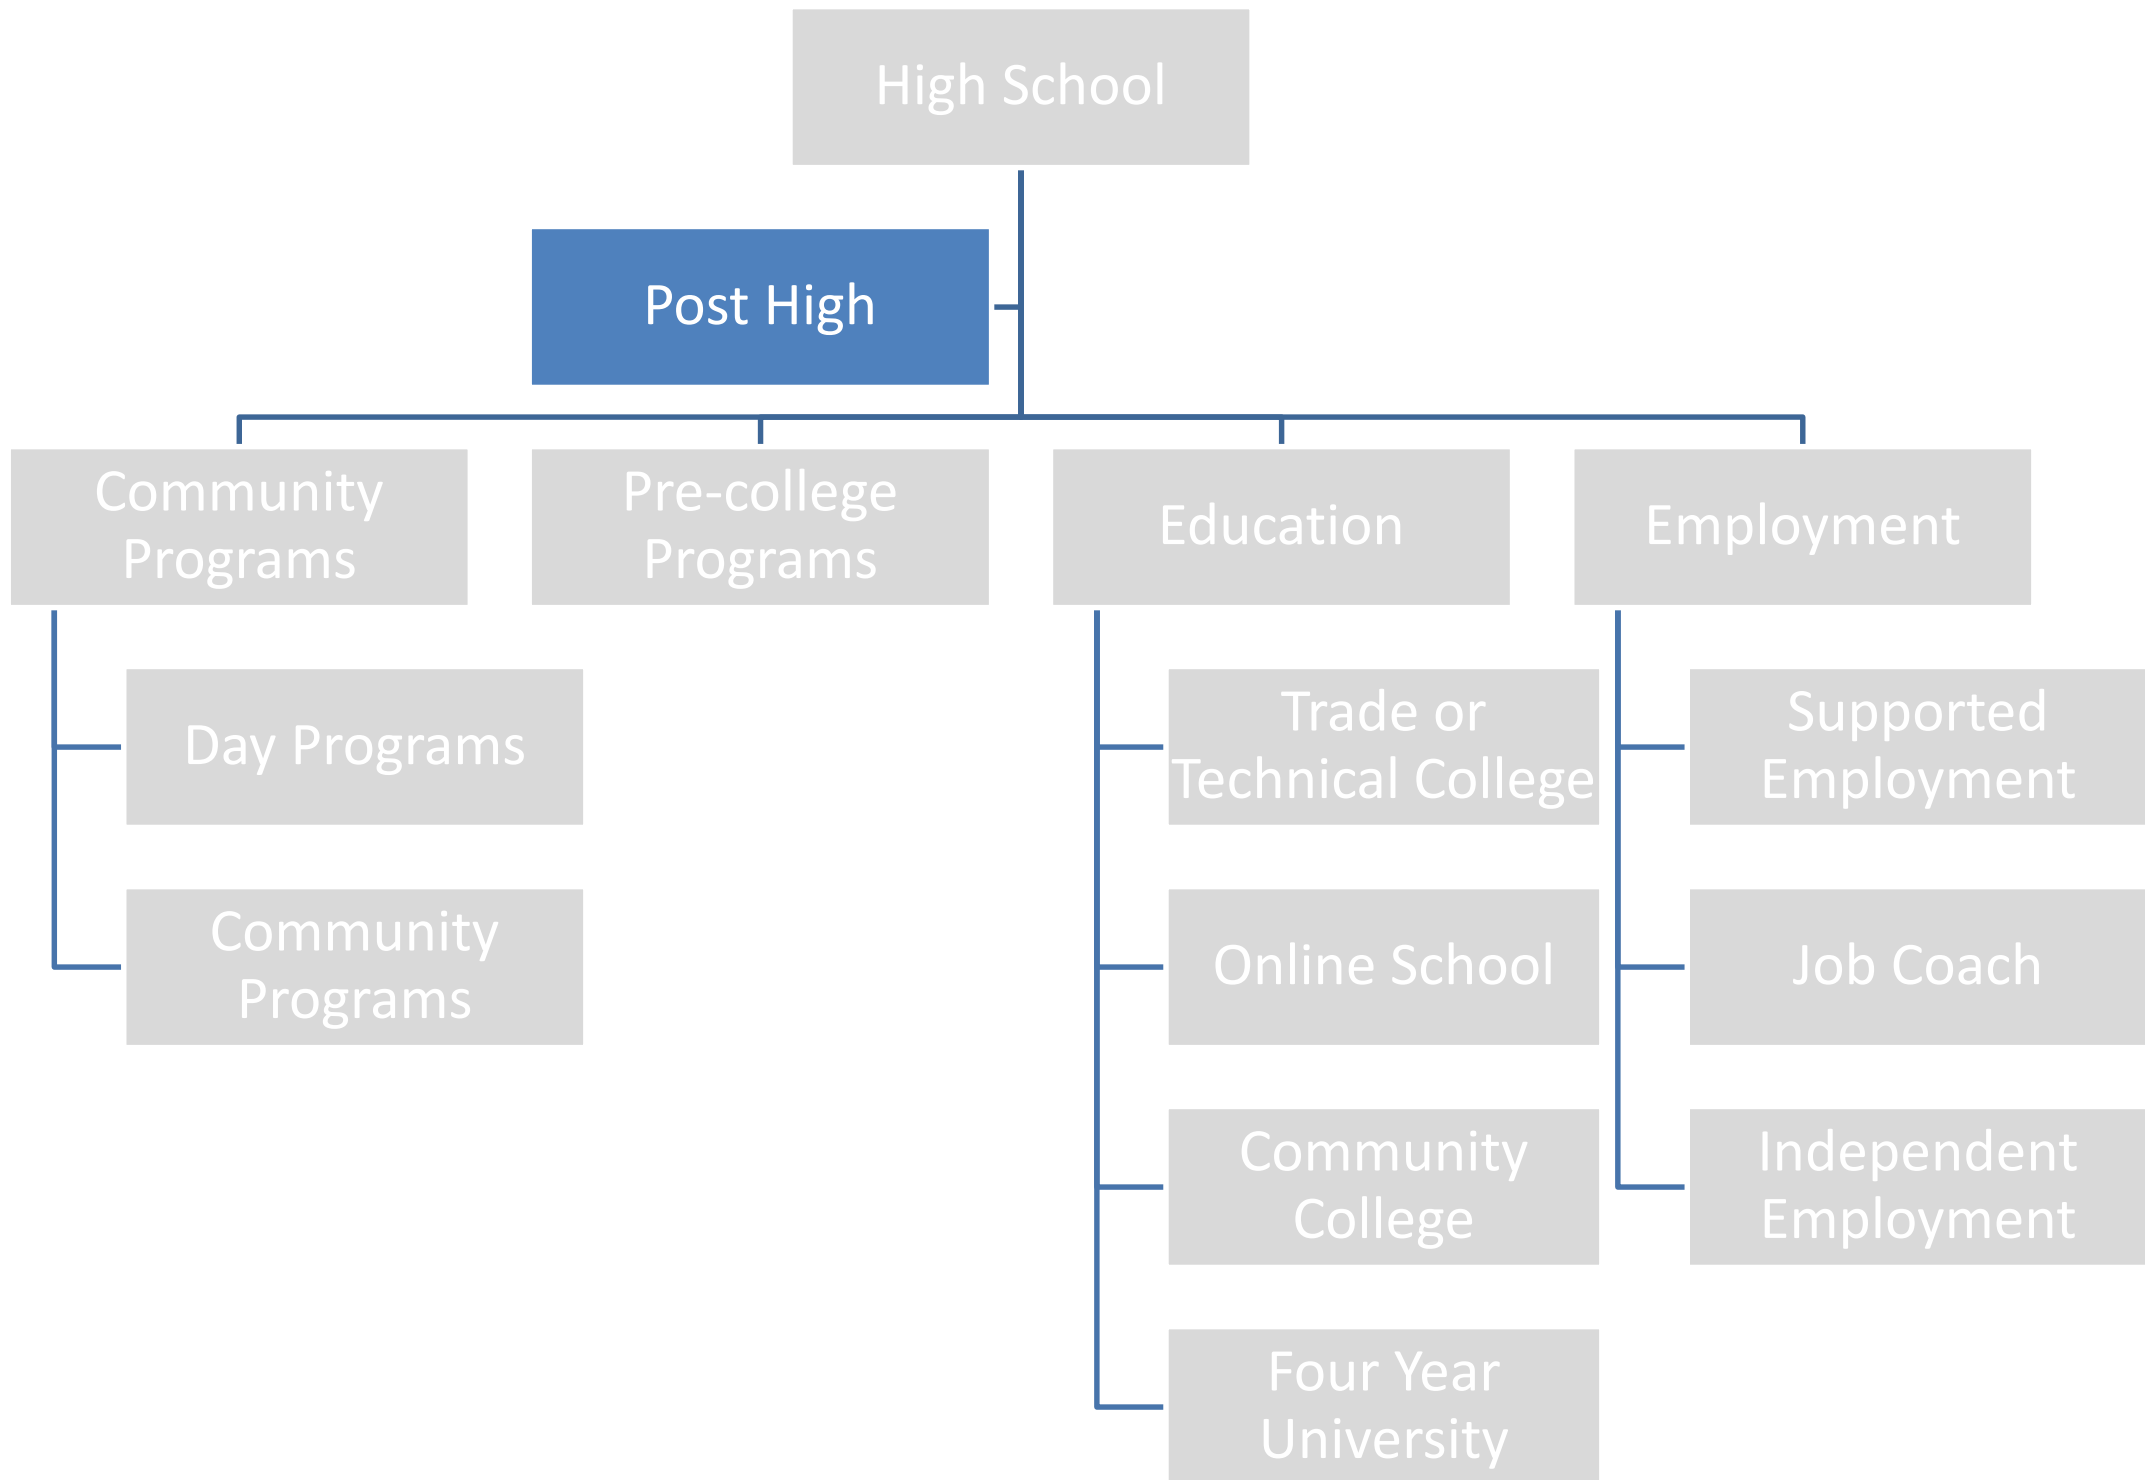 High School
Post High
Community
Programs
Pre-college
Programs
Education
Employment
Day Programs
Trade or
Technical College
Supported
Employment
Community
Programs
Online School
Job Coach
Community
College
Independent
Employment
Four Year
University